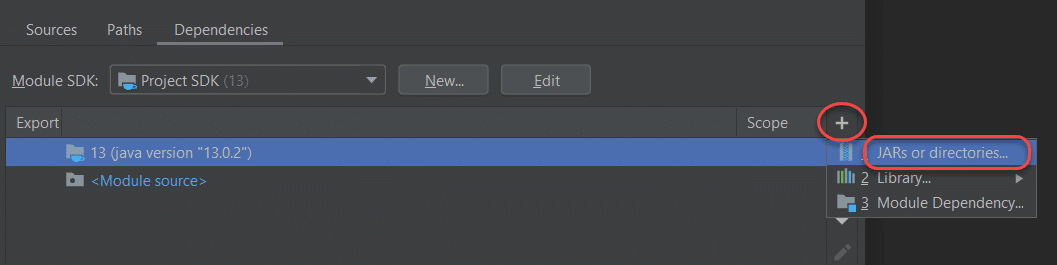 Sources Paths Dependencies
Module SDK: Project SDK (13) New... Edit
Export Scope +
13 (java version "13.0.2") 1 JARs or directories...
<Module source> 2 Library...
3 Module Dependency...